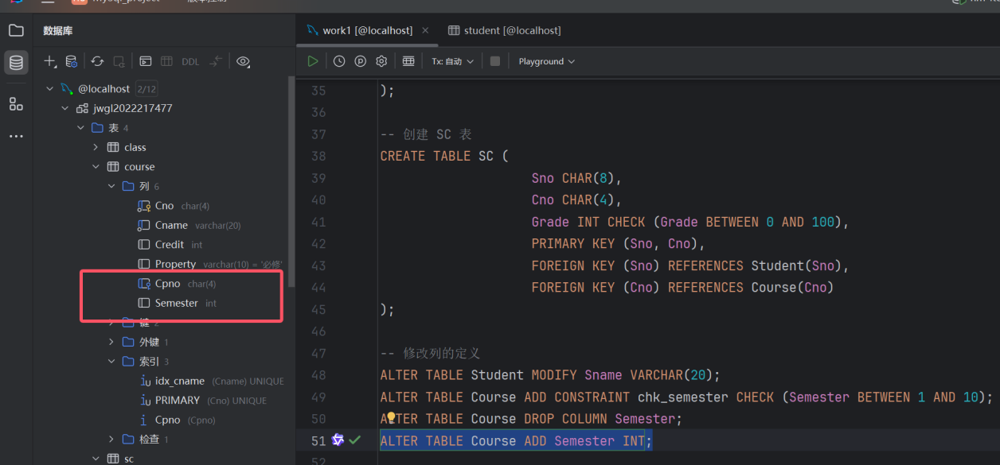 mysql_project
版本控制
数据库
work1 [@localhost]
student [@localhost]
DDL
Tx: 自动
Playground
@localhost 2/12
jwgl2022217477
表 4
class
course
列 6
Cno char(4)
Cname varchar(20)
Credit int
Property varchar(10) = '必修'
Cpno char(4)
Semester int
键 2
外键 1
索引 3
idx_cname (Cname) UNIQUE
PRIMARY (Cno) UNIQUE
Cpno (Cpno)
检查 1
sc
35 );
36
37 -- 创建 SC 表
38 CREATE TABLE SC (
39 Sno CHAR(8),
40 Cno CHAR(4),
41 Grade INT CHECK (Grade BETWEEN 0 AND 100),
42 PRIMARY KEY (Sno, Cno),
43 FOREIGN KEY (Sno) REFERENCES Student(Sno),
44 FOREIGN KEY (Cno) REFERENCES Course(Cno)
45 );
46
47 -- 修改列的定义
48 ALTER TABLE Student MODIFY Sname VARCHAR(20);
49 ALTER TABLE Course ADD CONSTRAINT chk_semester CHECK (Semester BETWEEN 1 AND 10);
50 ALTER TABLE Course DROP COLUMN Semester;
51 ALTER TABLE Course ADD Semester INT;
52